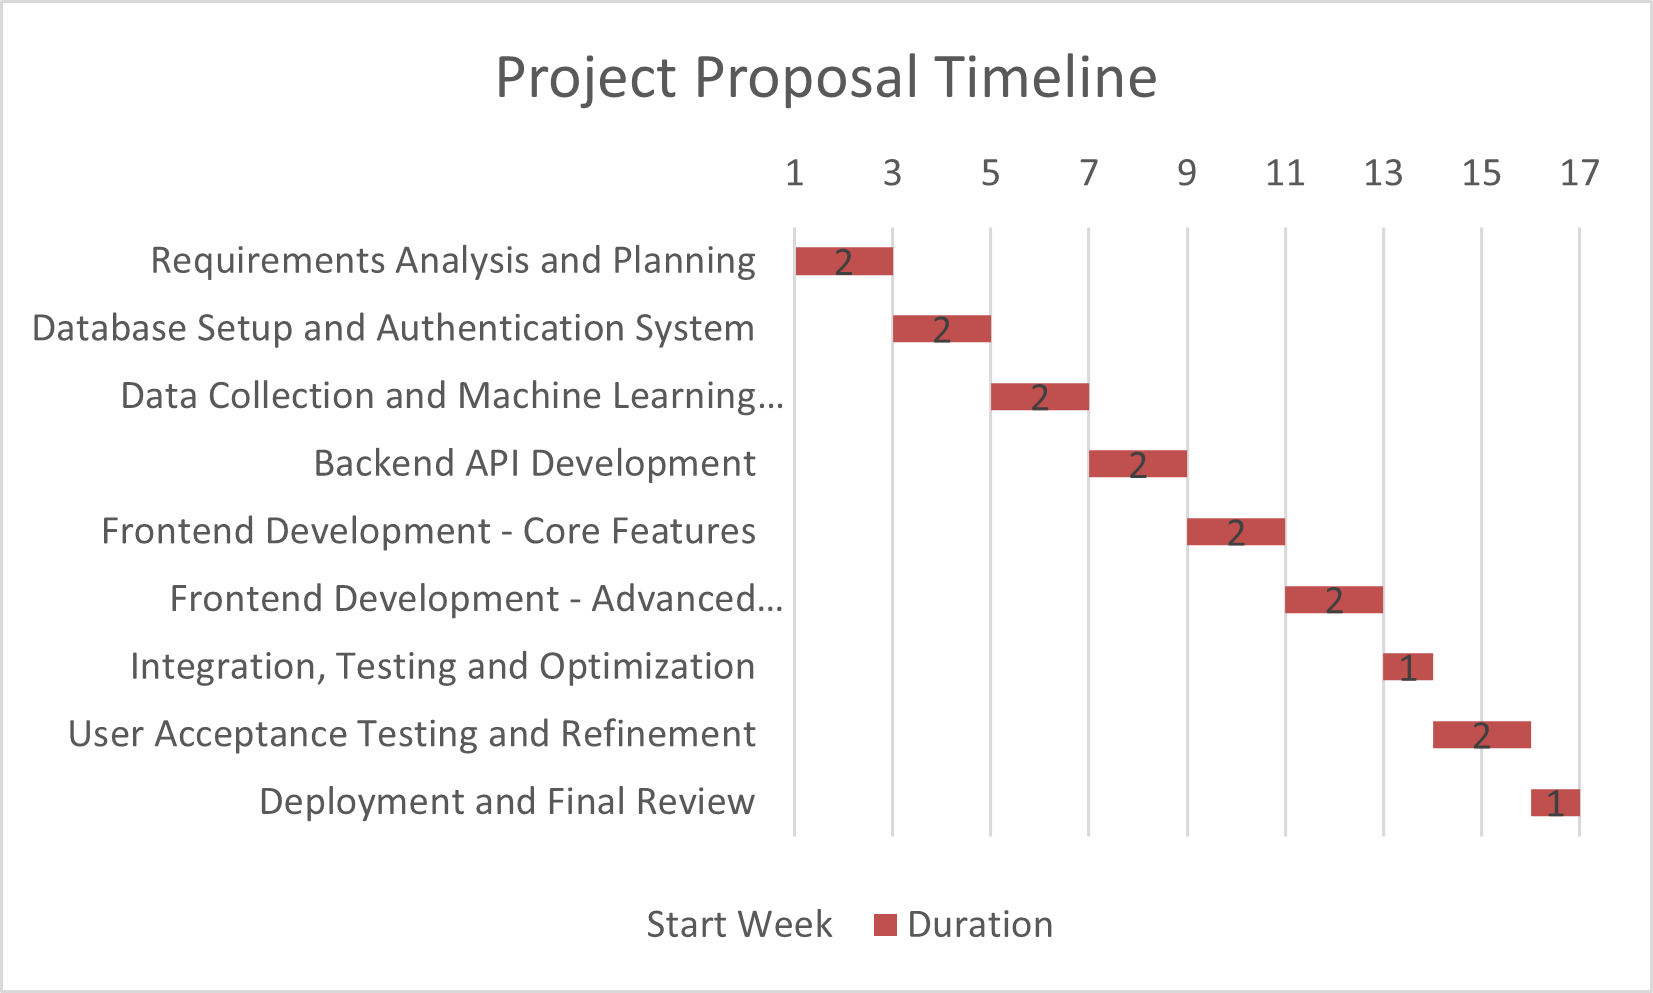 Project Proposal Timeline
1 3 5 7 9 11 13 15 17
Requirements Analysis and Planning 2
Database Setup and Authentication System 2
Data Collection and Machine Learning... 2
Backend API Development 2
Frontend Development - Core Features 2
Frontend Development - Advanced... 2
Integration, Testing and Optimization 1
User Acceptance Testing and Refinement 2
Deployment and Final Review 1
Start Week Duration